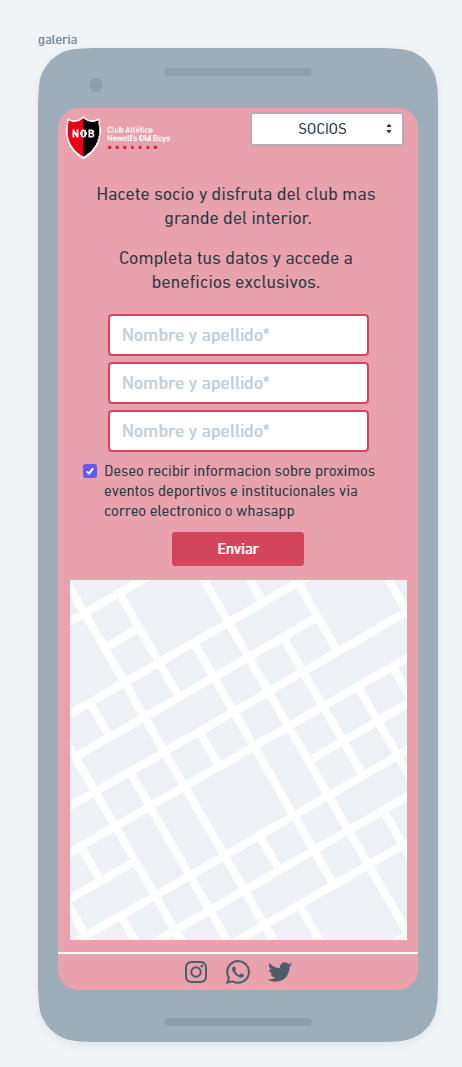 galeria
NOB
Club Atlético
Newell's Old Boys
SOCIOS
Hacete socio y disfruta del club mas
grande del interior.
Completa tus datos y accede a
beneficios exclusivos.
Nombre y apellido*
Nombre y apellido*
Nombre y apellido*
Deseo recibir informacion sobre proximos
eventos deportivos e institucionales via
correo electronico o whasapp
Enviar